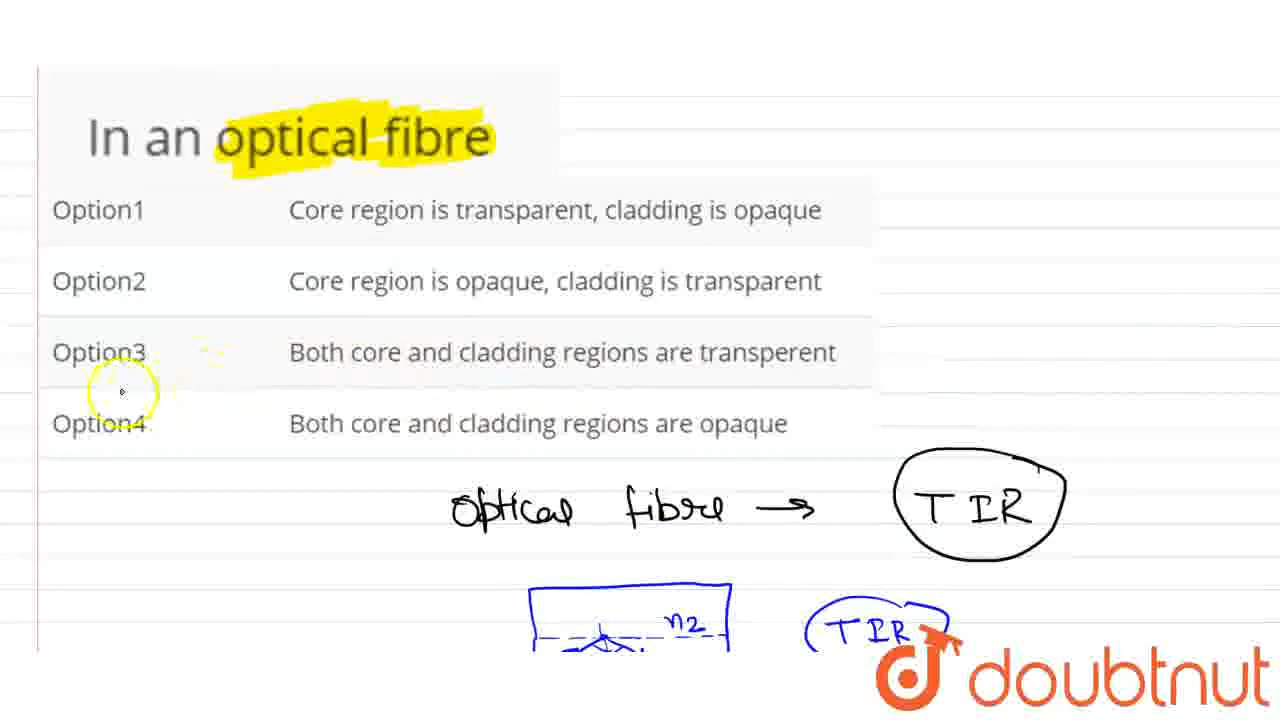 In an optical fibre
Option1 Core region is transparent, cladding is opaque
Option2 Core region is opaque, cladding is transparent
Option3 Both core and cladding regions are transperent
Option4 Both core and cladding regions are opaque
Optical fibre → TIR
n2 TIR
doubtnut